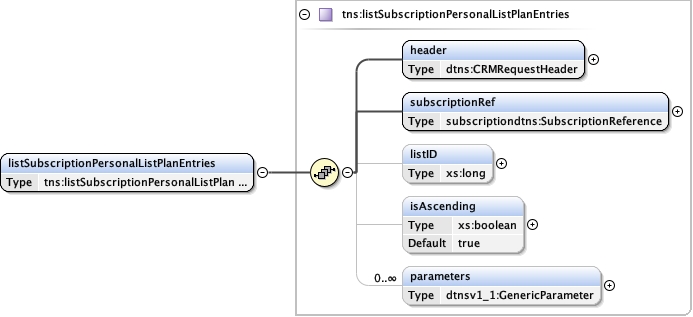 tns:listSubscriptionPersonalListPlanEntries
header
Type dtns:CRMRequestHeader
subscriptionRef
Type subscriptiondtns:SubscriptionReference
listSubscriptionPersonalListPlanEntries
Type tns:listSubscriptionPersonalListPlan ...
listID
Type xs:long
isAscending
Type xs:boolean
Default true
0..∞
parameters
Type dtnsv1_1:GenericParameter